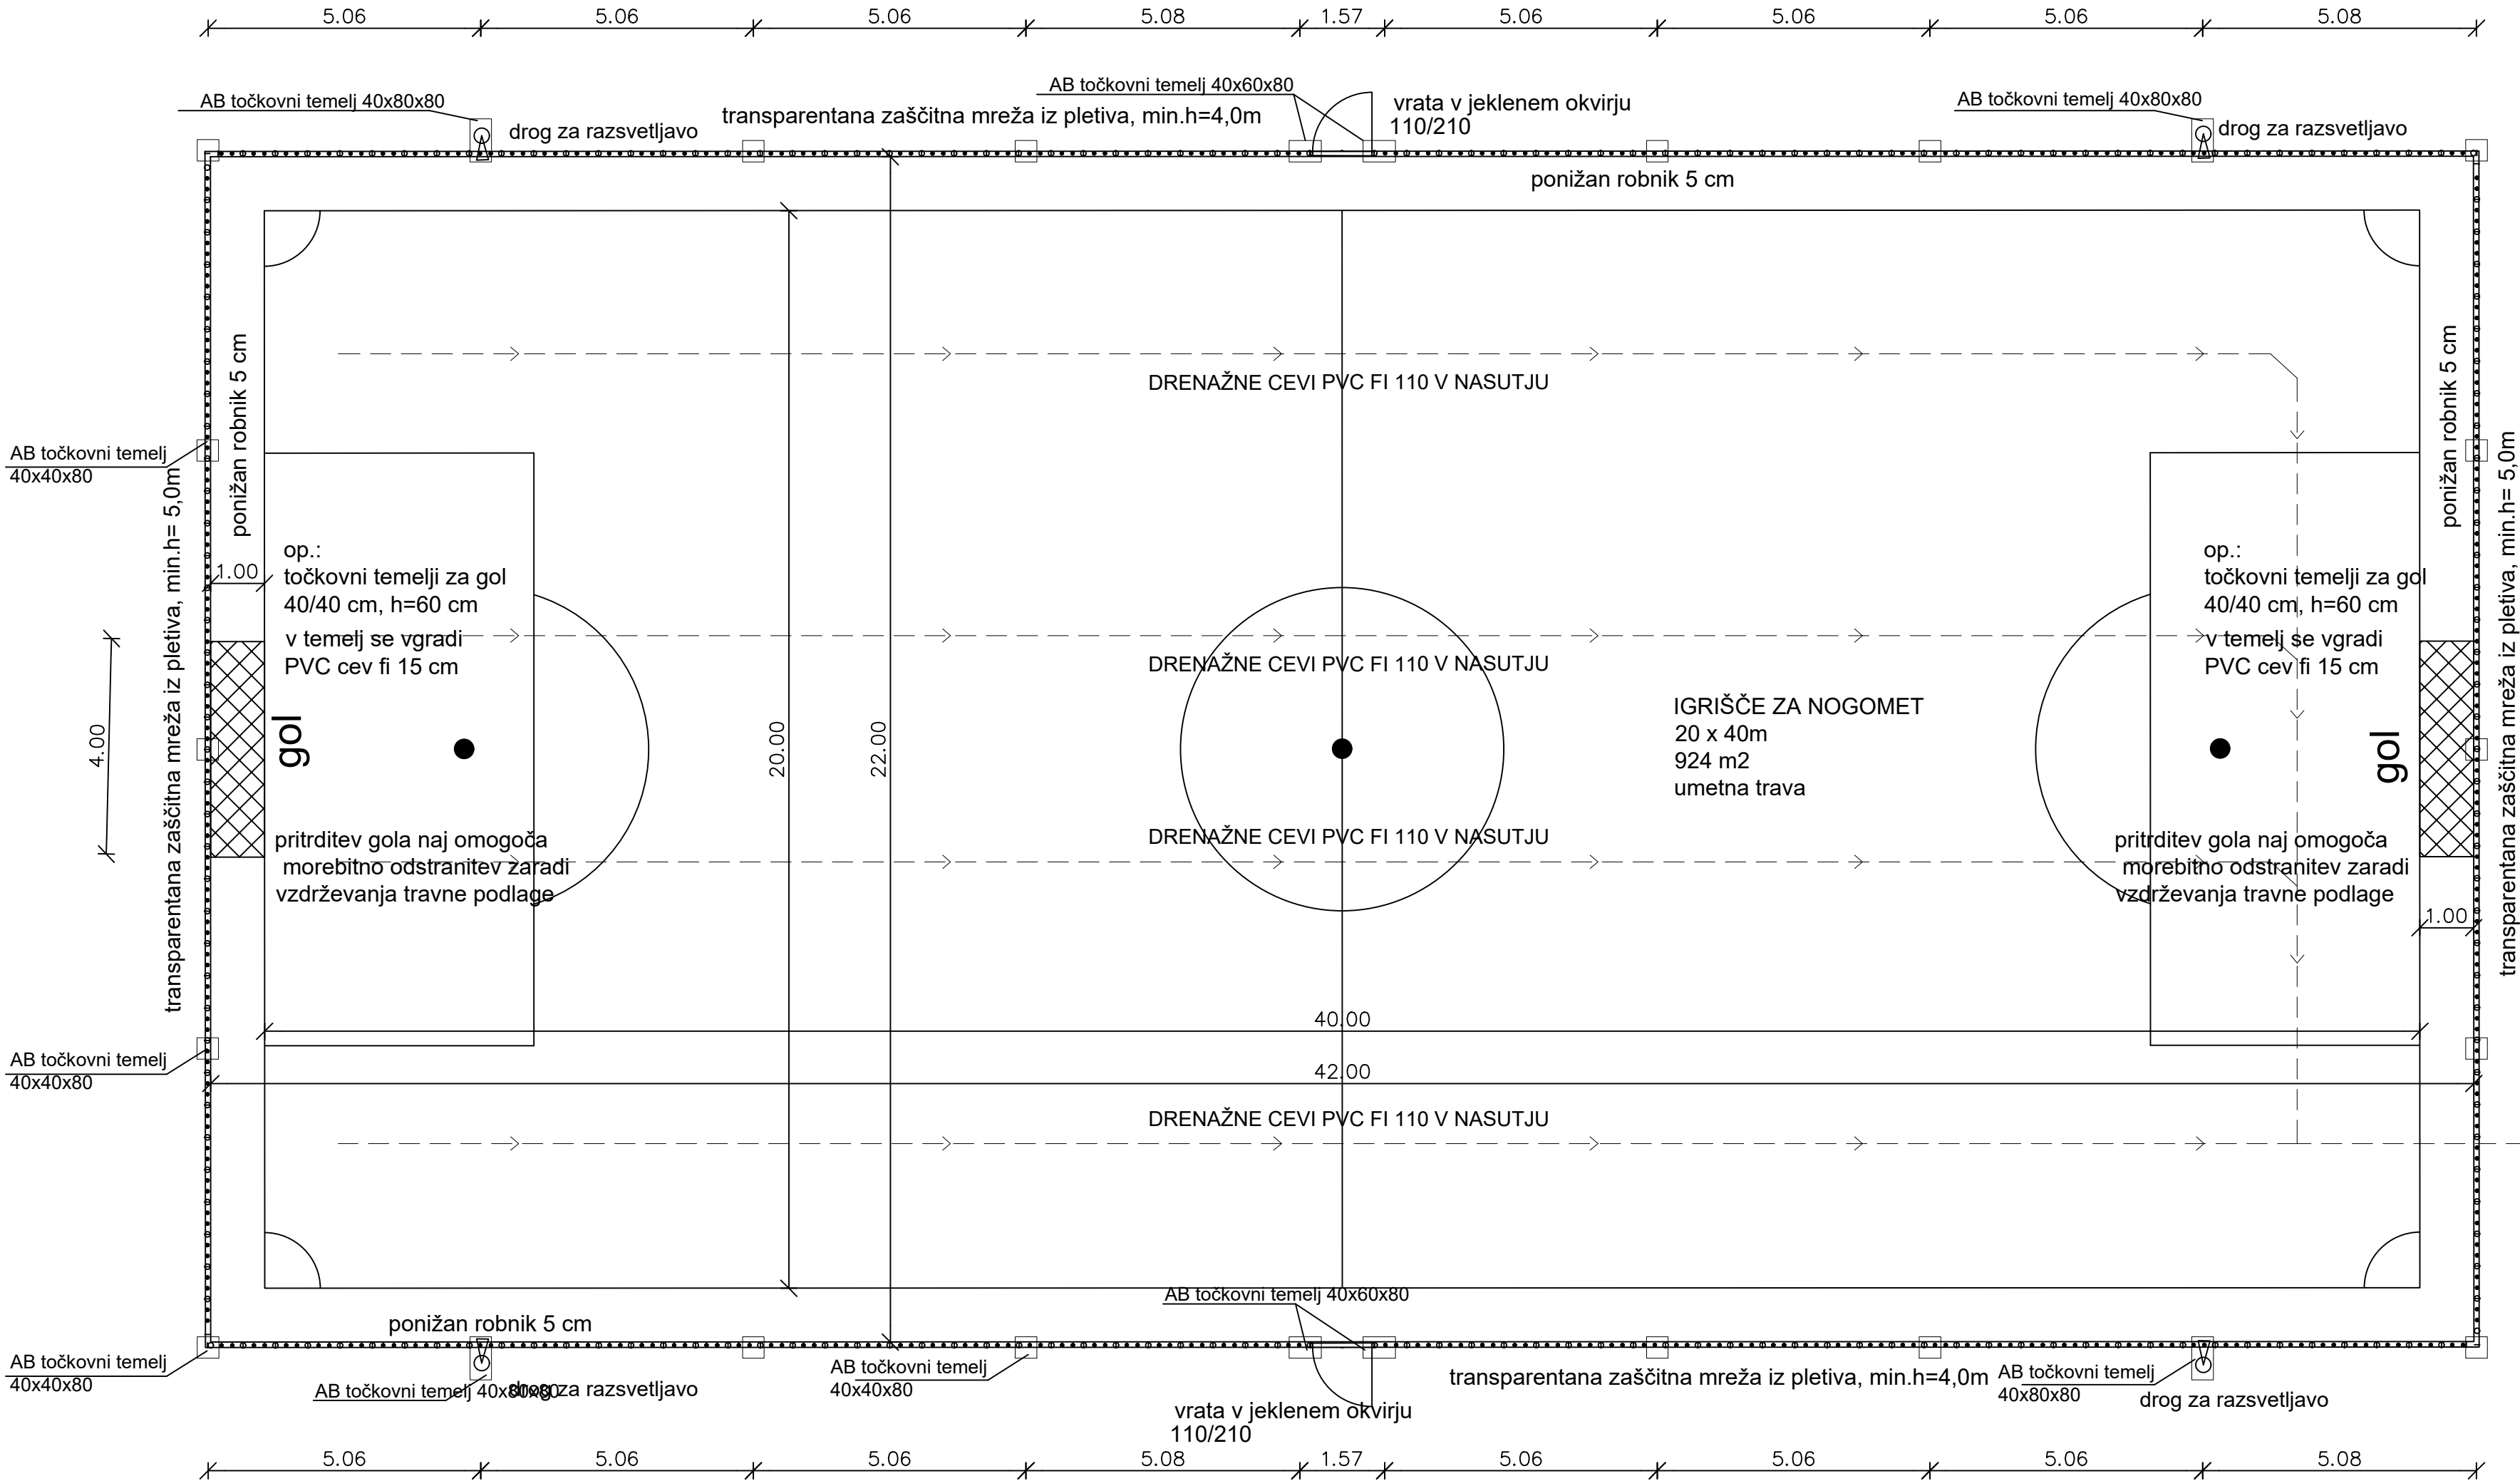 5.06
5.06
5.06
5.08
1.57
5.06
5.06
5.06
5.08
AB točkovni temelj 40x80x80
drog za razsvetljavo
transparentana zaščitna mreža iz pletiva, min.h=4,0m
AB točkovni temelj 40x60x80
vrata v jeklenem okvirju
110/210
AB točkovni temelj 40x80x80
drog za razsvetljavo
ponižan robnik 5 cm
ponižan robnik 5 cm
ponižan robnik 5 cm
DRENAŽNE CEVI PVC FI 110 V NASUTJU
AB točkovni temelj
40x40x80
transparentana zaščitna mreža iz pletiva, min.h= 5,0m
transparentana zaščitna mreža iz pletiva, min.h= 5,0m
op.:
točkovni temelji za gol
40/40 cm, h=60 cm
v temelj se vgradi
PVC cev fi 15 cm
op.:
točkovni temelji za gol
40/40 cm, h=60 cm
v temelj se vgradi
PVC cev fi 15 cm
1.00
4.00
gol
20.00
22.00
DRENAŽNE CEVI PVC FI 110 V NASUTJU
IGRIŠČE ZA NOGOMET
20 x 40m
924 m2
umetna trava
gol
pritrditev gola naj omogoča
morebitno odstranitev zaradi
vzdrževanja travne podlage
DRENAŽNE CEVI PVC FI 110 V NASUTJU
pritrditev gola naj omogoča
morebitno odstranitev zaradi
vzdrževanja travne podlage
1.00
40.00
AB točkovni temelj
40x40x80
42.00
DRENAŽNE CEVI PVC FI 110 V NASUTJU
AB točkovni temelj 40x60x80
ponižan robnik 5 cm
AB točkovni temelj
40x40x80
AB točkovni temelj 40x80x80
drog za razsvetljavo
AB točkovni temelj
40x40x80
transparentana zaščitna mreža iz pletiva, min.h=4,0m
AB točkovni temelj
40x80x80
drog za razsvetljavo
vrata v jeklenem okvirju
110/210
5.06
5.06
5.06
5.08
1.57
5.06
5.06
5.06
5.08